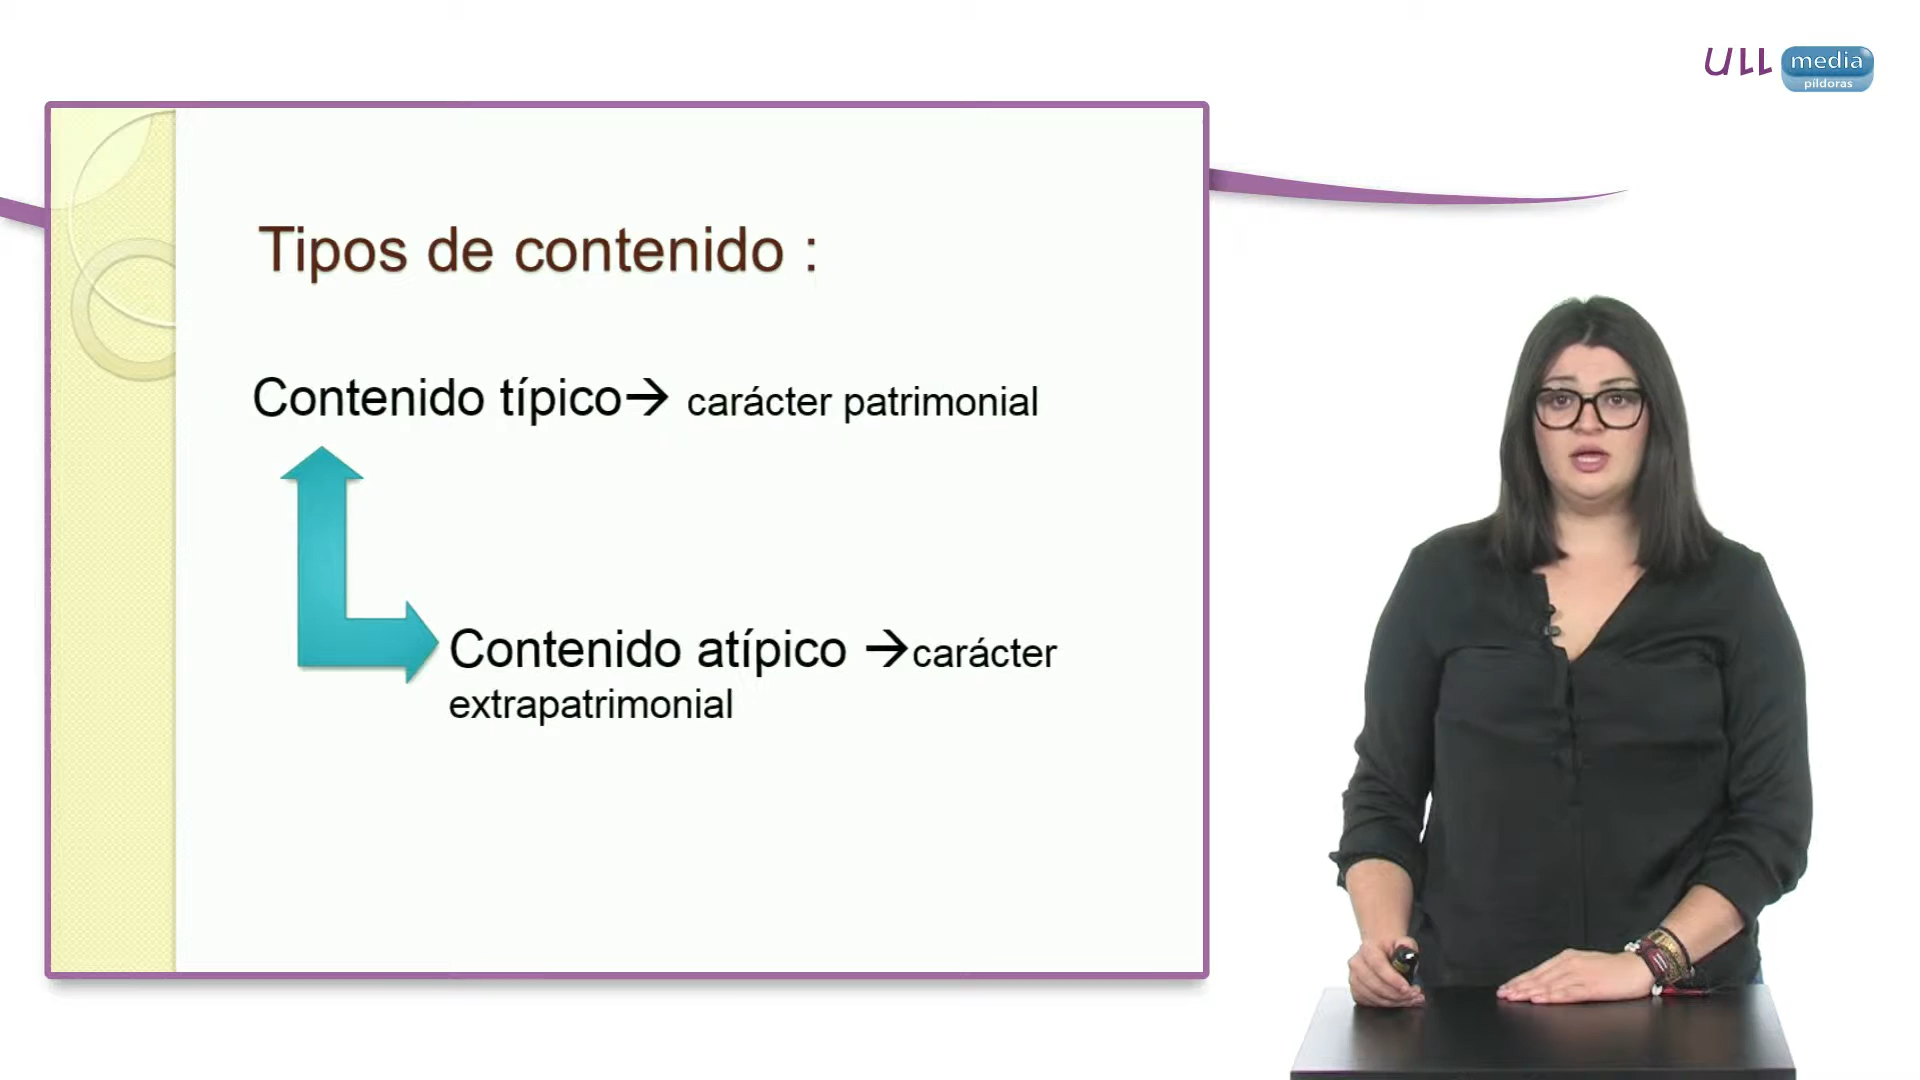 ULL media
píldoras
Tipos de contenido :
Contenido típico→ carácter patrimonial
Contenido atípico →carácter
extrapatrimonial